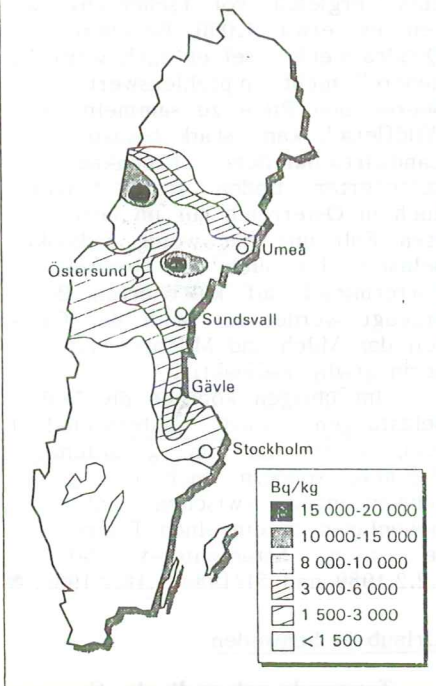 Umeå
Östersund
Sundsvall
Gävle
Stockholm
Bq/kg
15 000-20 000
10 000-15 000
8 000-10 000
3 000-6 000
1 500-3 000
< 1 500